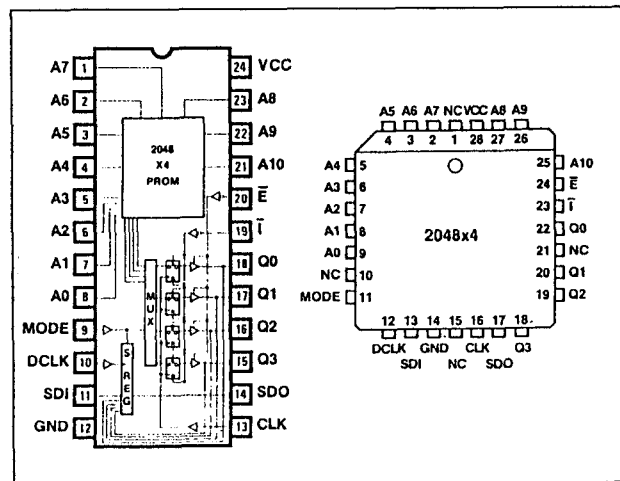 A7 1 24 VCC
A6 2 23 A8
A5 3 22 A9
A4 4 21 A10
A3 5 20 E̅
A2 6 19 I̅
A1 7 18 Q0
A0 8 17 Q1
MODE 9 16 Q2
DCLK 10 15 Q3
SDI 11 14 SDO
GND 12 13 CLK
2048
X4
PROM
MUX
S REG
A5 A6 A7 NC VCC A8 A9
4 3 2 1 28 27 26
A4 5 25 A10
A3 6 24 E̅
A2 7 23 I̅
A1 8 22 Q0
A0 9 21 NC
NC 10 20 Q1
MODE 11 19 Q2
2048x4
12 13 14 15 16 17 18
DCLK GND CLK Q3
SDI NC SDO